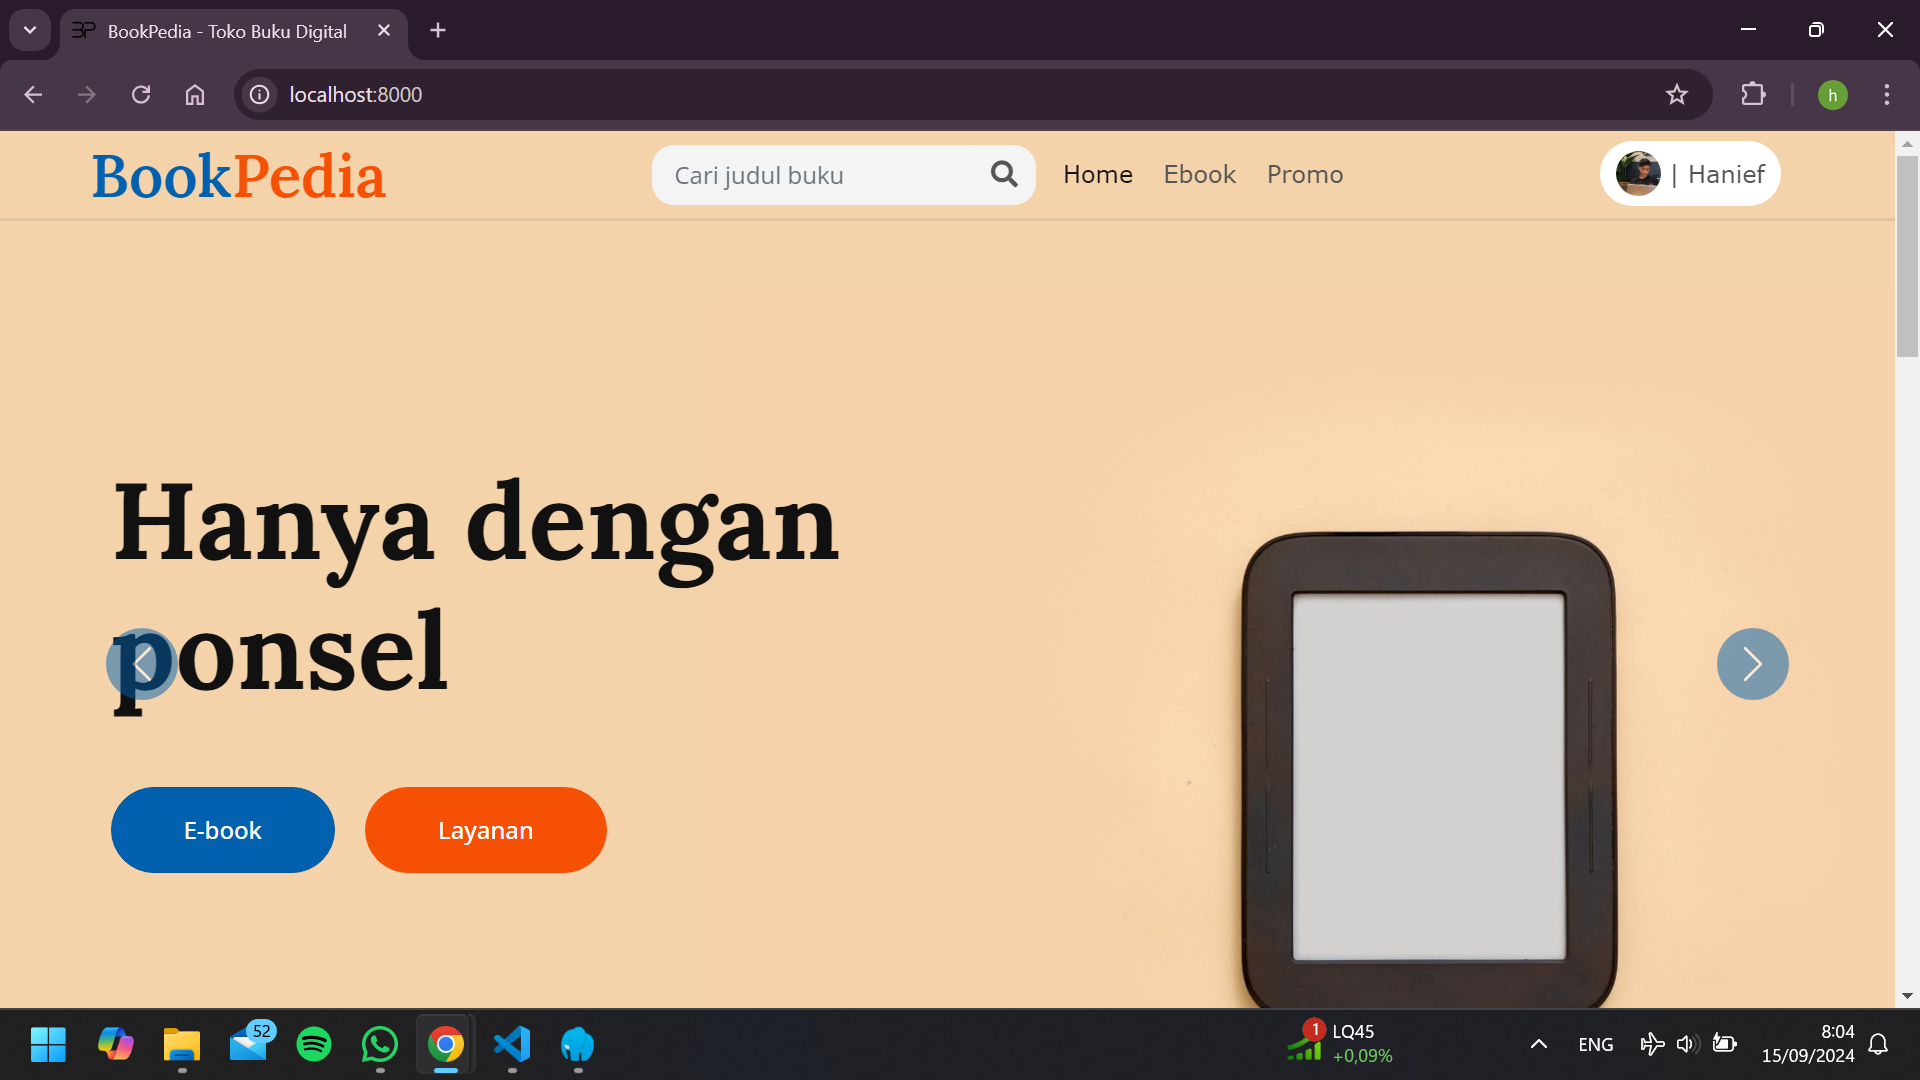 BookPedia - Toko Buku Digital
localhost:8000
h
BookPedia
Cari judul buku
Home
Ebook
Promo
| Hanief
Hanya dengan
ponsel
E-book
Layanan
52
1
LQ45
+0,09%
ENG
8:04
15/09/2024